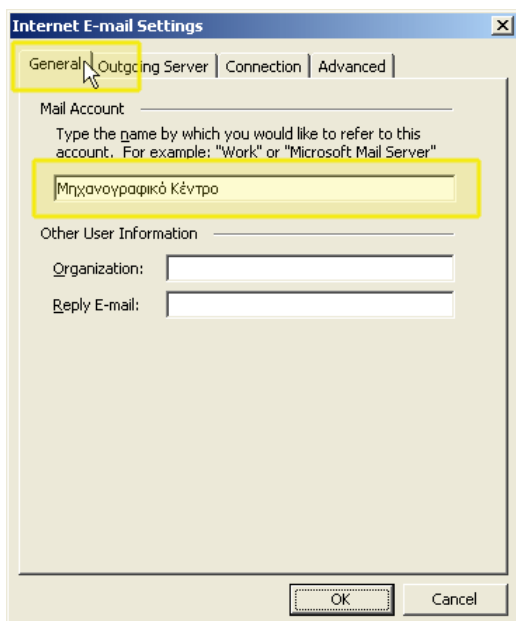 Internet E-mail Settings
General Outgoing Server Connection Advanced
Mail Account
Type the name by which you would like to refer to this
account. For example: "Work" or "Microsoft Mail Server"
Μηχανογραφικό Κέντρο
Other User Information
Organization:
Reply E-mail:
OK Cancel